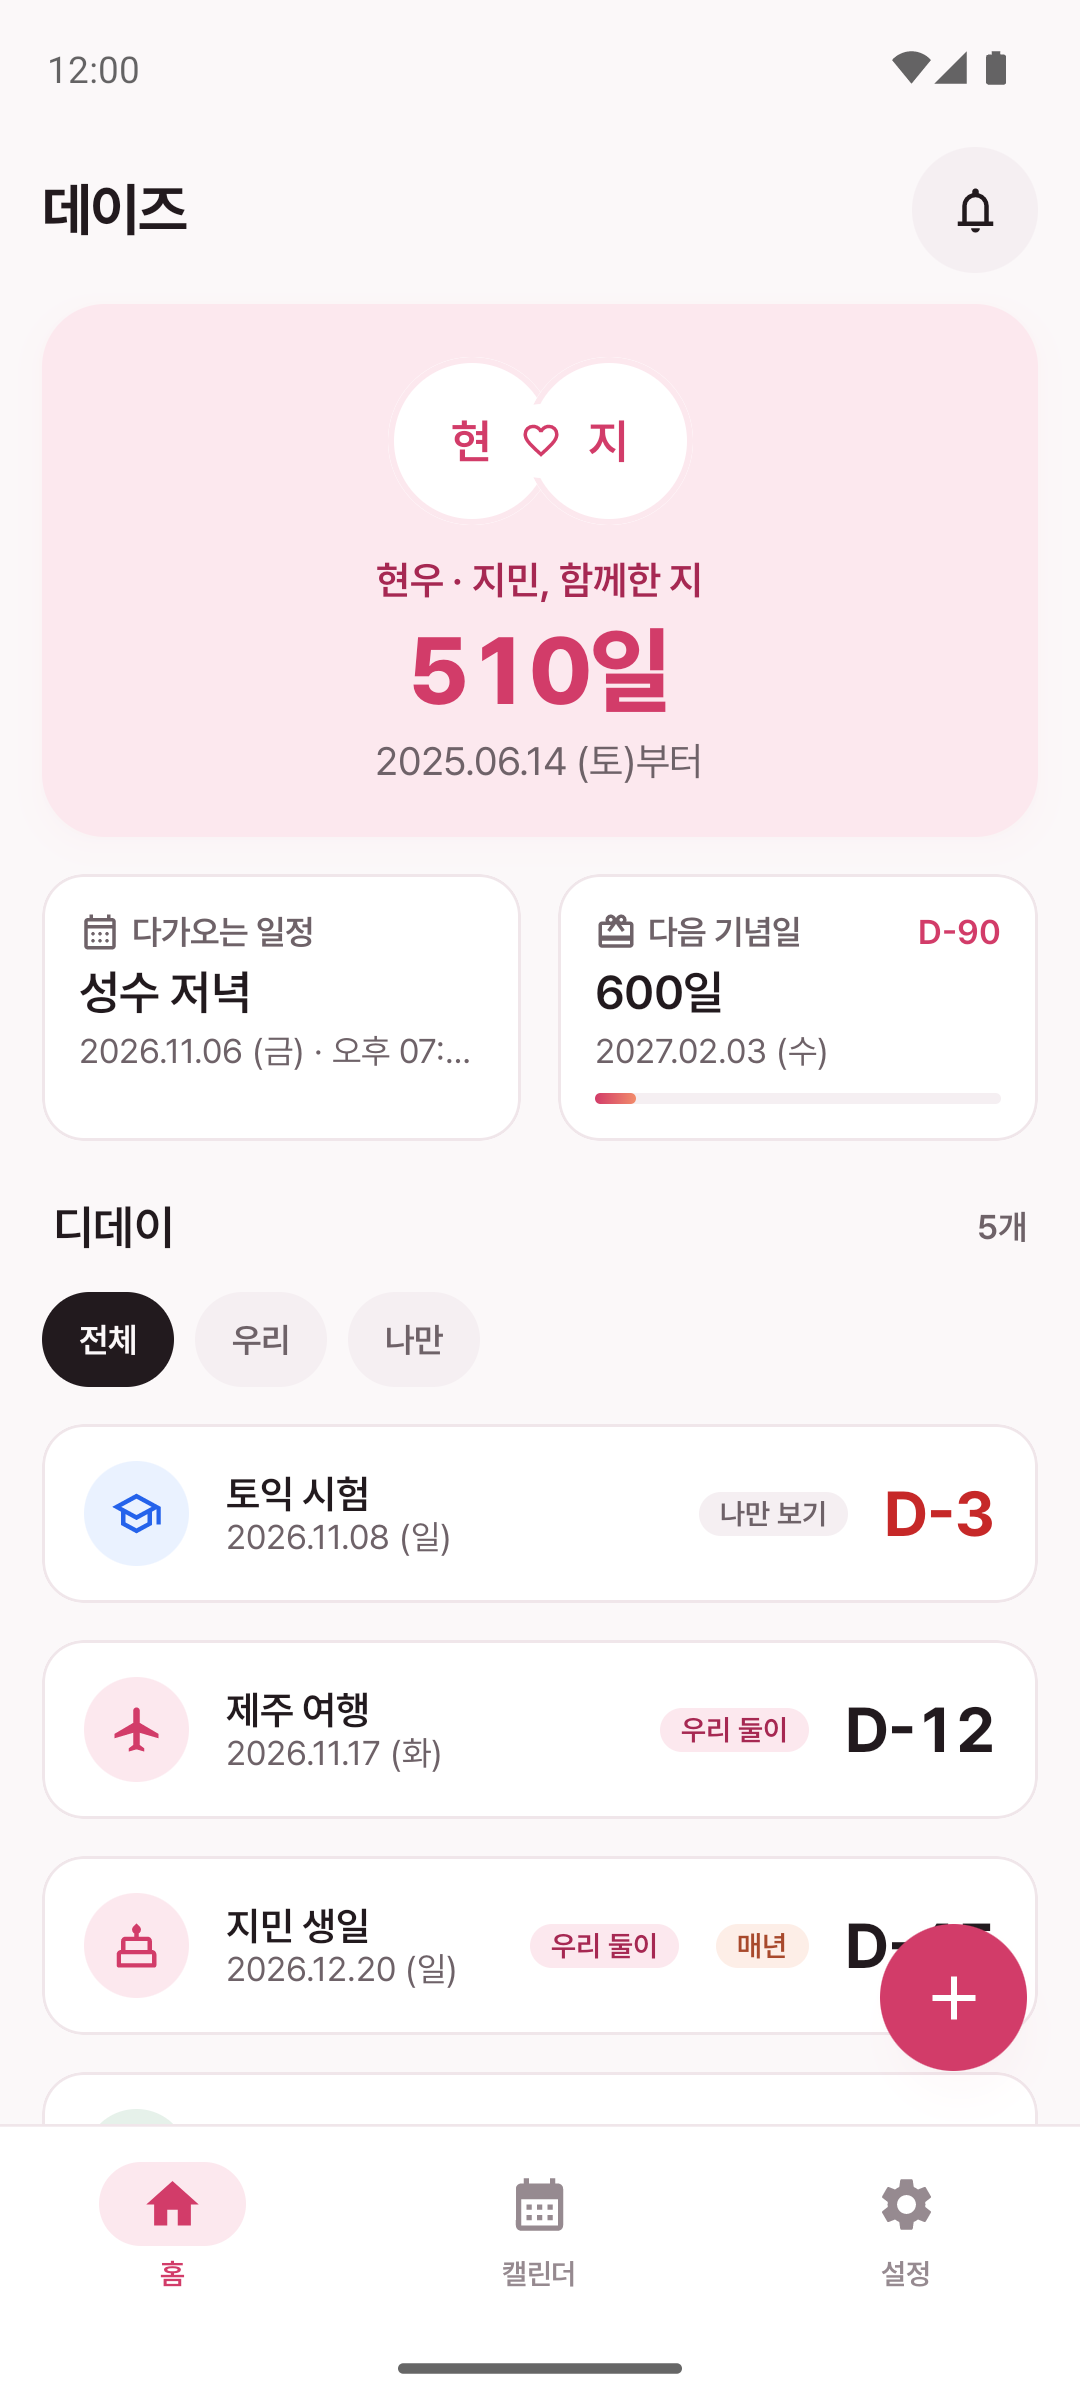 12:00
데이즈
현 지
현우 · 지민, 함께한 지
510일
2025.06.14 (토)부터
다가오는 일정
성수 저녁
2026.11.06 (금) · 오후 07:...
다음 기념일 D-90
600일
2027.02.03 (수)
디데이 5개
전체 우리 나만
토익 시험
2026.11.08 (일)
나만 보기 D-3
제주 여행
2026.11.17 (화)
우리 둘이 D-12
지민 생일
2026.12.20 (일)
우리 둘이 매년
홈 캘린더 설정